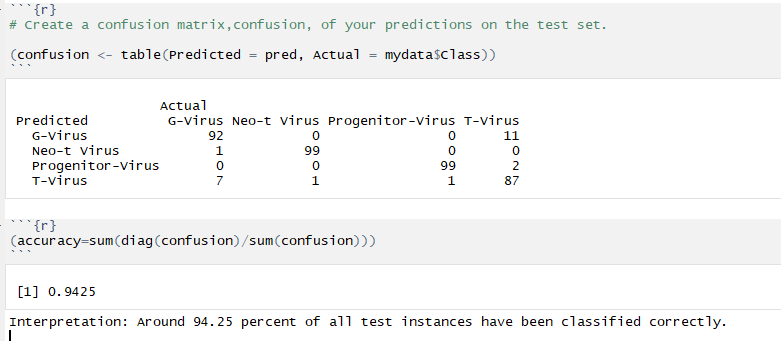 ```{r}
# Create a confusion matrix,confusion, of your predictions on the test set.
(confusion <- table(Predicted = pred, Actual = mydata$Class))
```
Actual
Predicted G-Virus Neo-t Virus Progenitor-Virus T-Virus
G-Virus 92 0 0 11
Neo-t Virus 1 99 0 0
Progenitor-Virus 0 0 99 2
T-Virus 7 1 1 87
```{r}
(accuracy=sum(diag(confusion)/sum(confusion)))
```
[1] 0.9425
Interpretation: Around 94.25 percent of all test instances have been classified correctly.